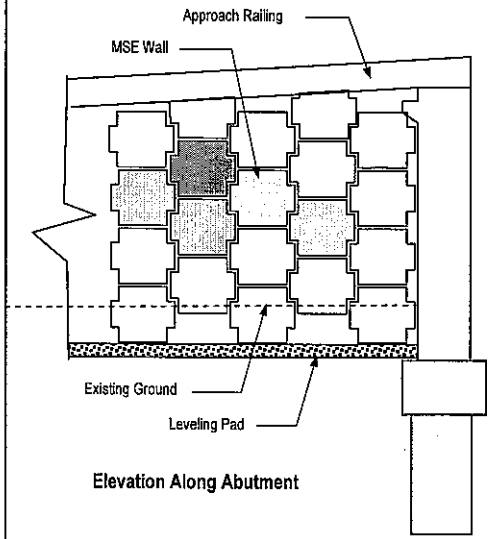 Approach Railing
MSE Wall
Existing Ground
Leveling Pad
Elevation Along Abutment